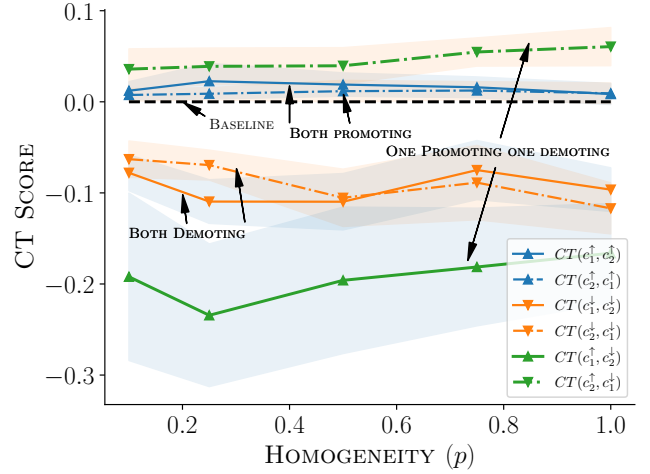 0.1
0.0
−0.1
−0.2
−0.3
CT Score
Baseline
Both promoting
One Promoting one demoting
Both Demoting
CT(c₁↑, c₂↑)
CT(c₂↑, c₁↑)
CT(c₁↓, c₂↓)
CT(c₂↓, c₁↓)
CT(c₁↑, c₂↓)
CT(c₂↑, c₁↓)
0.2 0.4 0.6 0.8 1.0
Homogeneity (p)